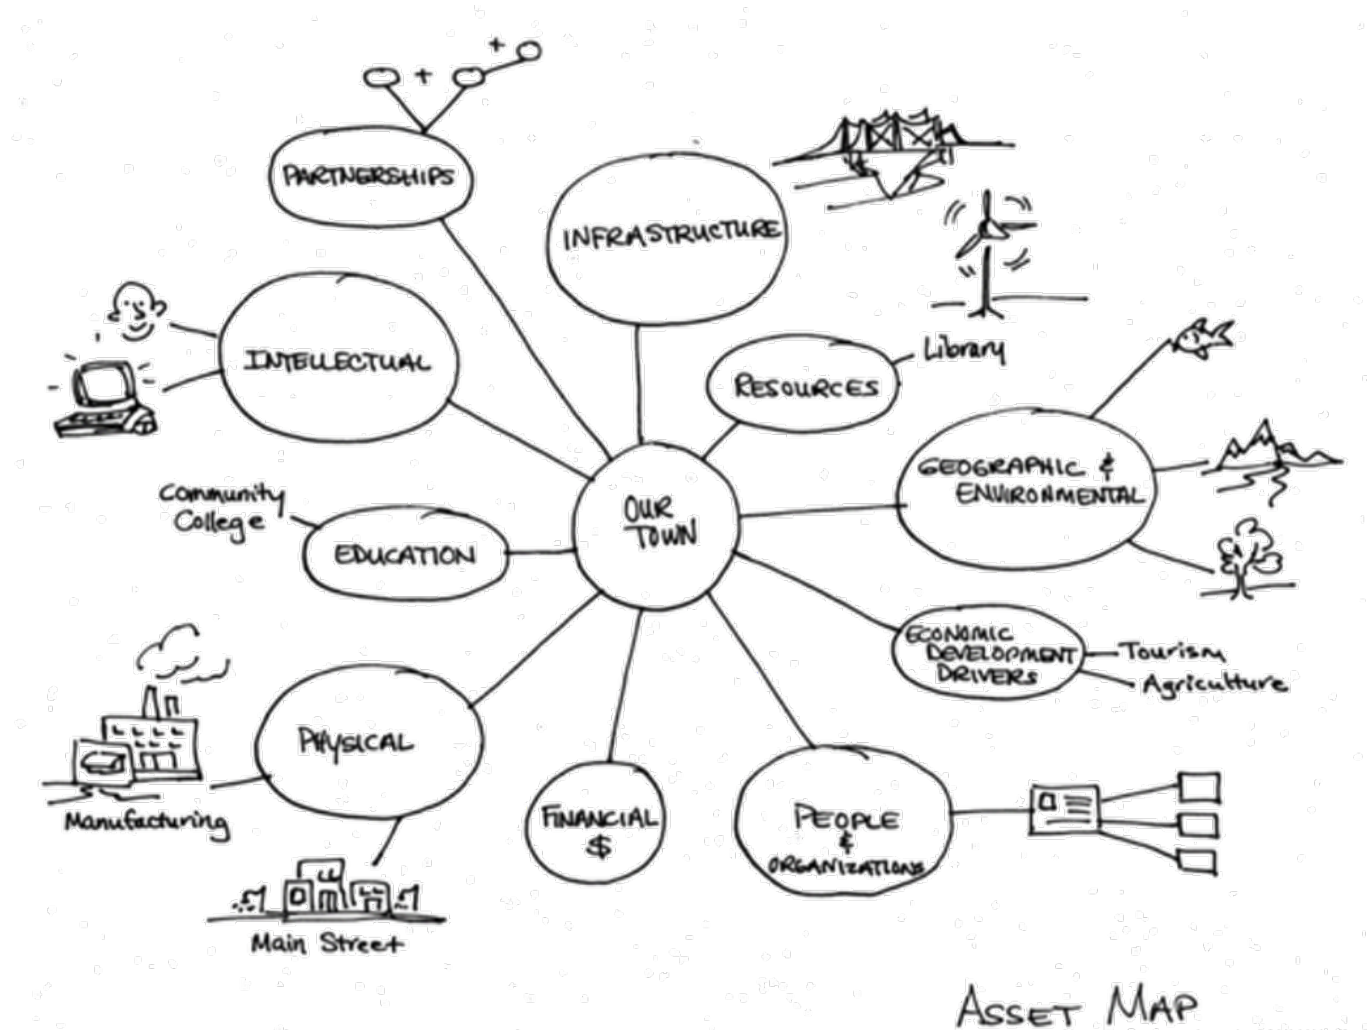 PARTNERSHIPS
INFRASTRUCTURE
INTELLECTUAL
Library
RESOURCES
GEOGRAPHIC &
ENVIRONMENTAL
Community
College
OUR
TOWN
EDUCATION
ECONOMIC
DEVELOPMENT
DRIVERS
Tourism
Agriculture
PHYSICAL
Manufacturing
FINANCIAL
$
PEOPLE
&
ORGANIZATIONS
Main Street
ASSET MAP